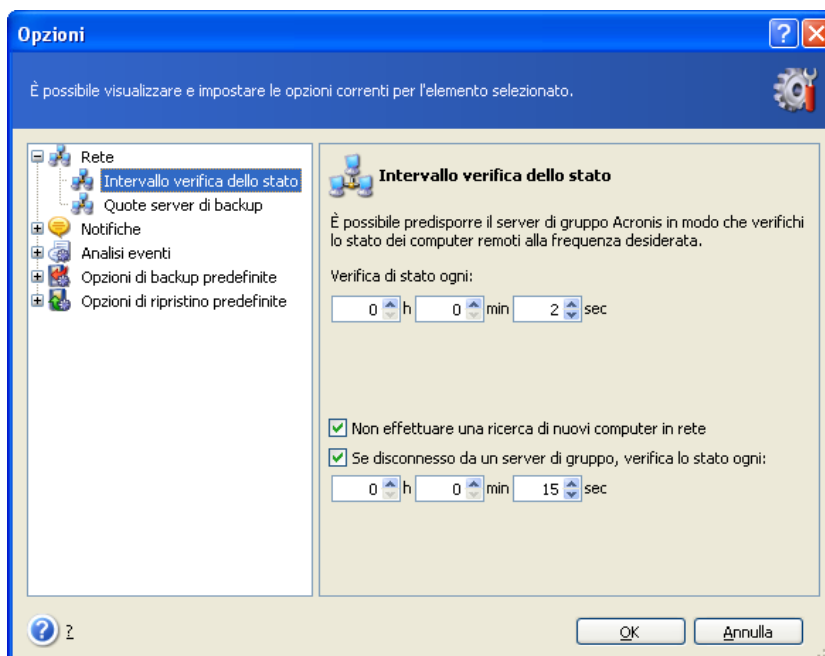 Opzioni
È possibile visualizzare e impostare le opzioni correnti per l'elemento selezionato.
Rete
Intervallo verifica dello stato
Quote server di backup
Notifiche
Analisi eventi
Opzioni di backup predefinite
Opzioni di ripristino predefinite
Intervallo verifica dello stato
È possibile predisporre il server di gruppo Acronis in modo che verifichi
lo stato dei computer remoti alla frequenza desiderata.
Verifica di stato ogni:
0 h 0 min 2 sec
Non effettuare una ricerca di nuovi computer in rete
Se disconnesso da un server di gruppo, verifica lo stato ogni:
0 h 0 min 15 sec
?
OK
Annulla